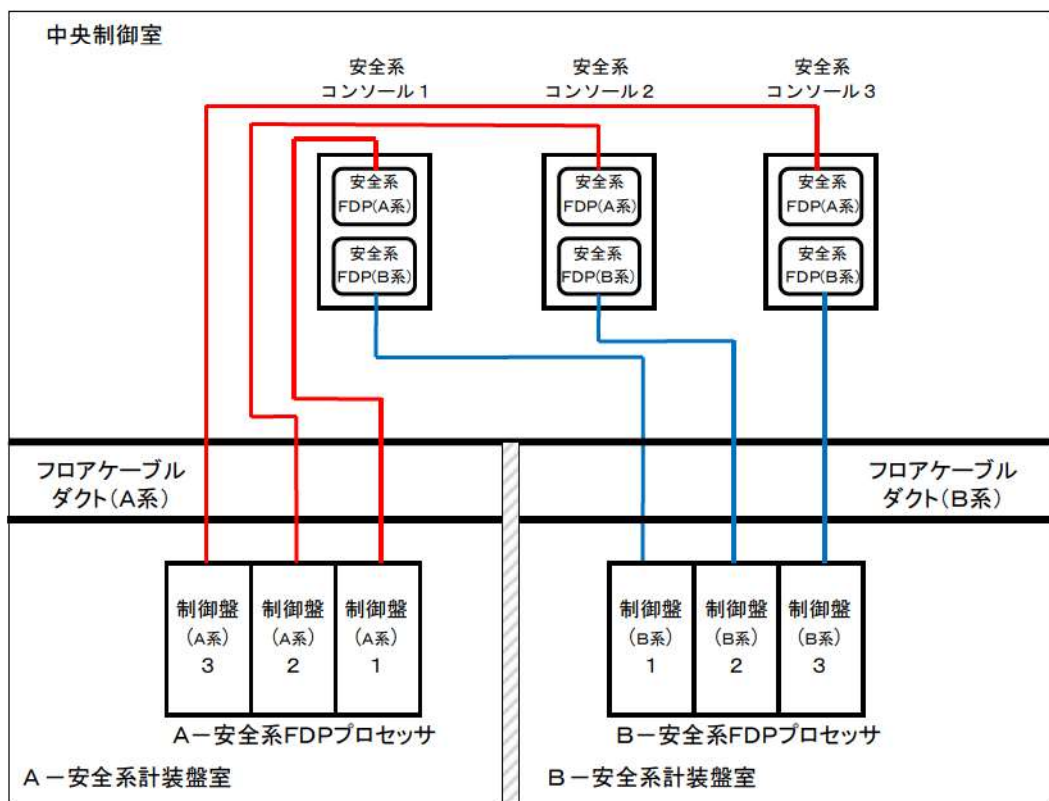 中央制御室
安全系
コンソール1
安全系
コンソール2
安全系
コンソール3
安全系
FDP(A系)
安全系
FDP(A系)
安全系
FDP(A系)
安全系
FDP(B系)
安全系
FDP(B系)
安全系
FDP(B系)
フロアケーブル
ダクト(A系)
フロアケーブル
ダクト(B系)
制御盤
(A系)
3
制御盤
(A系)
2
制御盤
(A系)
1
制御盤
(B系)
1
制御盤
(B系)
2
制御盤
(B系)
3
A-安全系FDPプロセッサ
B-安全系FDPプロセッサ
A-安全系計装盤室
B-安全系計装盤室